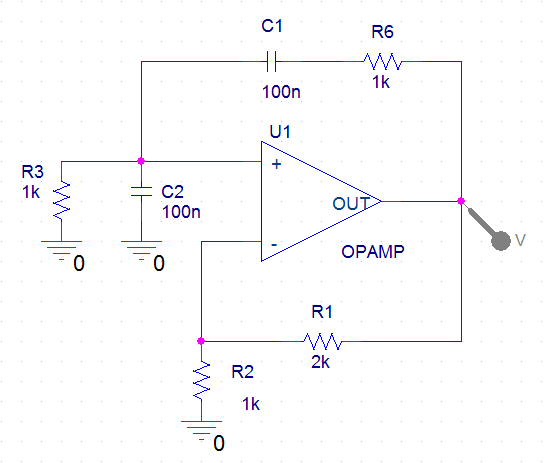 C1
R6
100n
1k
U1
+
R3
1k
C2
100n
OUT
V
0
0
-
OPAMP
R1
2k
R2
1k
0